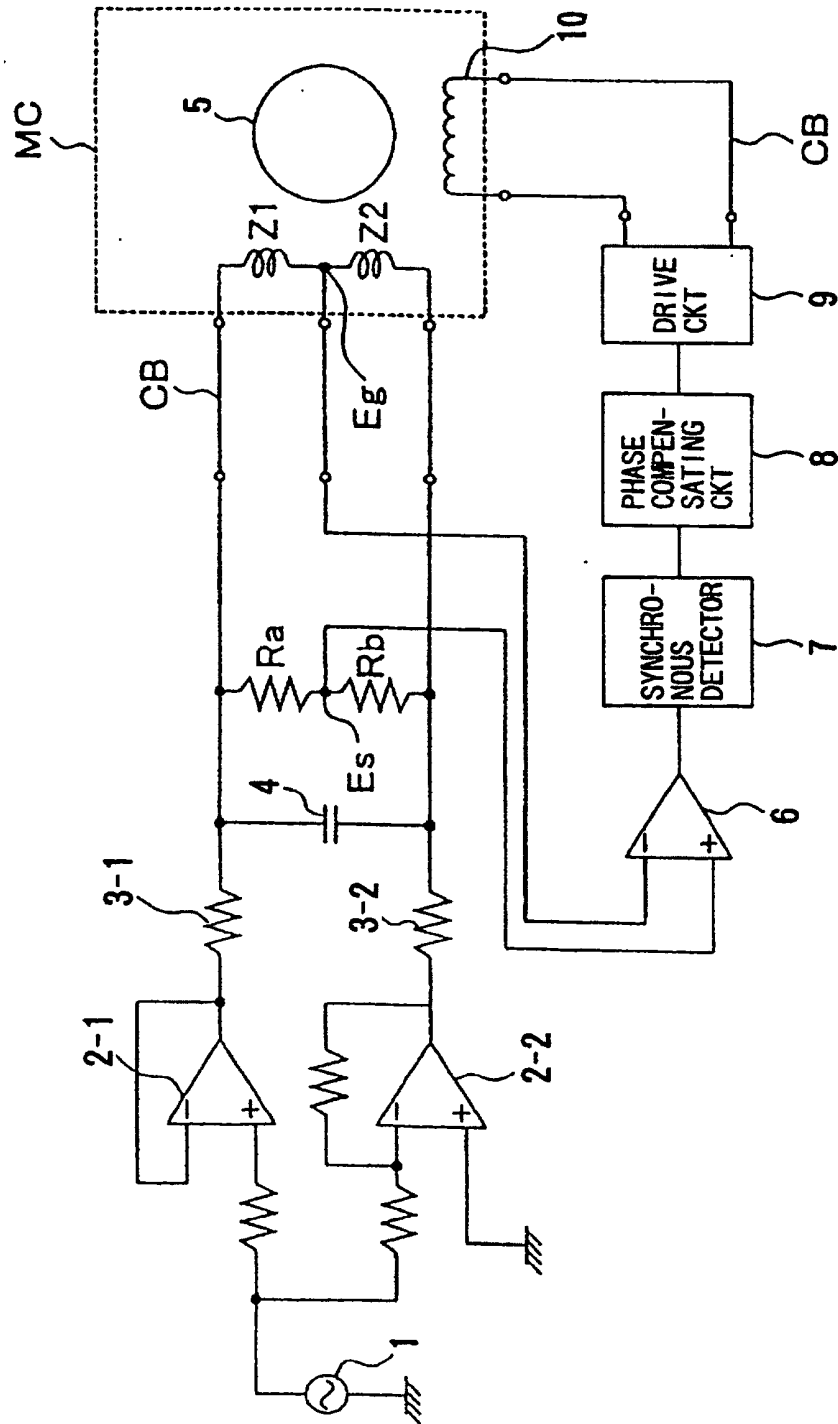 MC
5
10
Z1
Z2
CB
Eg
CB
Ra
Rb
Es
4
3-1
3-2
2-1
2-2
1
-
+
-
+
-
+
6
SYNCHRO-
NOUS
DETECTOR
7
PHASE
COMPEN-
SATING
CKT
8
DRIVE
CKT
9